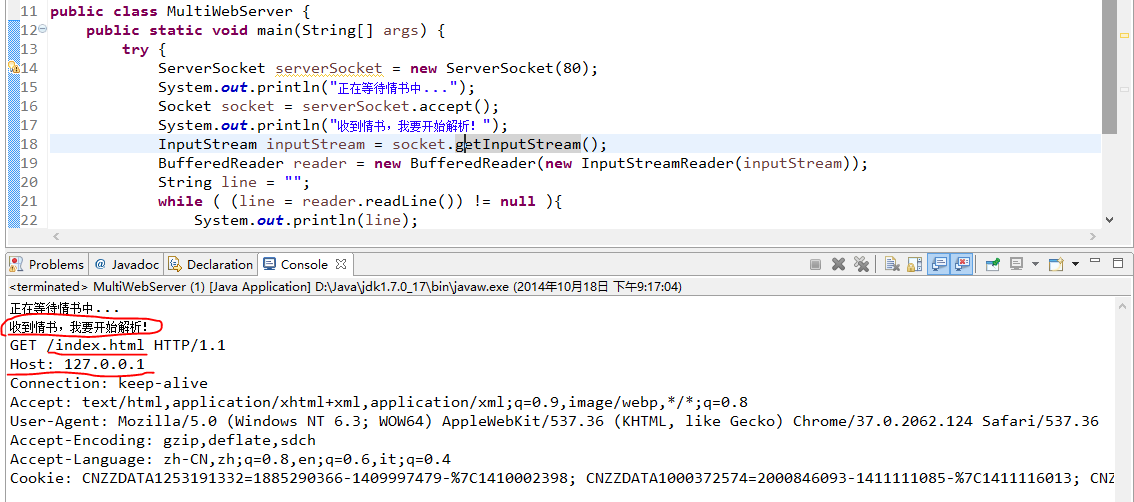 11 public class MultiWebServer {
12 public static void main(String[] args) {
13 try {
14 ServerSocket serverSocket = new ServerSocket(80);
15 System.out.println("正在等待情书中...");
16 Socket socket = serverSocket.accept();
17 System.out.println("收到情书，我要开始解析！");
18 InputStream inputStream = socket.getInputStream();
19 BufferedReader reader = new BufferedReader(new InputStreamReader(inputStream));
20 String line = "";
21 while ( (line = reader.readLine()) != null ){
22 System.out.println(line);
Problems @ Javadoc Declaration Console
<terminated> MultiWebServer (1) [Java Application] D:\Java\jdk1.7.0_17\bin\javaw.exe (2014年10月18日 下午9:17:04)
正在等待情书中...
收到情书，我要开始解析！
GET /index.html HTTP/1.1
Host: 127.0.0.1
Connection: keep-alive
Accept: text/html,application/xhtml+xml,application/xml;q=0.9,image/webp,*/*;q=0.8
User-Agent: Mozilla/5.0 (Windows NT 6.3; WOW64) AppleWebKit/537.36 (KHTML, like Gecko) Chrome/37.0.2062.124 Safari/537.36
Accept-Encoding: gzip,deflate,sdch
Accept-Language: zh-CN,zh;q=0.8,en;q=0.6,it;q=0.4
Cookie: CNZZDATA1253191332=1885290366-1409997479-%7C1410002398; CNZZDATA1000372574=2000846093-1411111085-%7C1411116013; CNZ